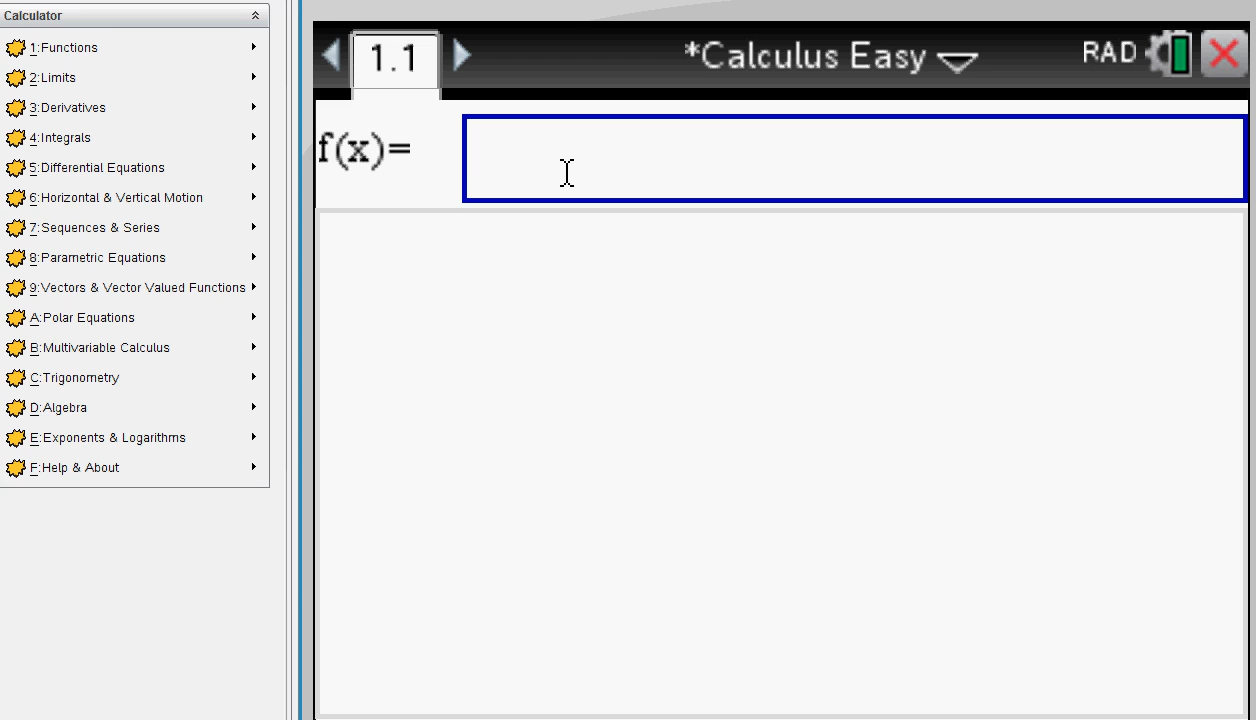 Calculator
1:Functions
2:Limits
3:Derivatives
4:Integrals
5:Differential Equations
6:Horizontal & Vertical Motion
7:Sequences & Series
8:Parametric Equations
9:Vectors & Vector Valued Functions
A:Polar Equations
B:Multivariable Calculus
C:Trigonometry
D:Algebra
E:Exponents & Logarithms
F:Help & About
1.1
*Calculus Easy
RAD
f(x)=